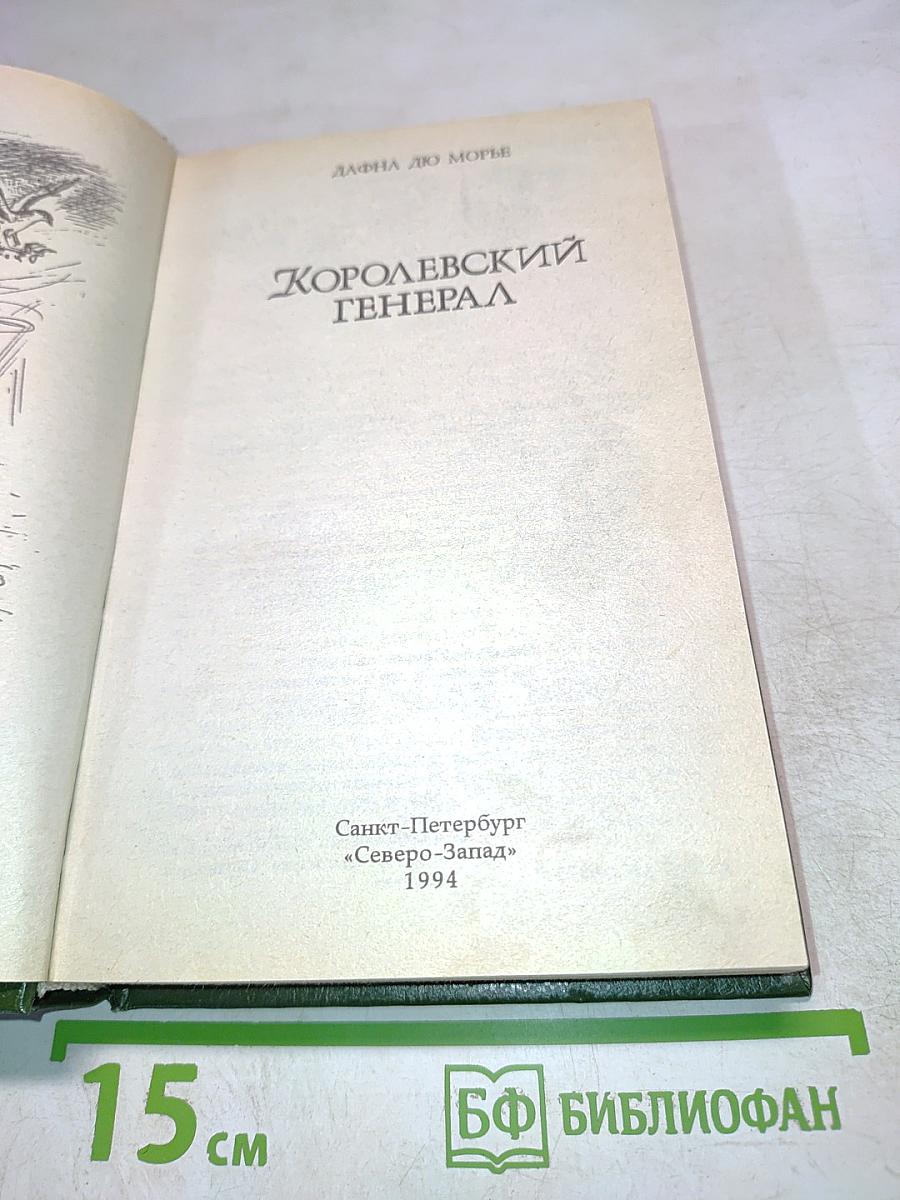 ДАФНА ДЮ МОРЬЕ
КОРОЛЕВСКИЙ
ГЕНЕРАЛ
Санкт-Петербург
«Северо-Запад»
1994
15 см
БФ БИБЛИОФАН